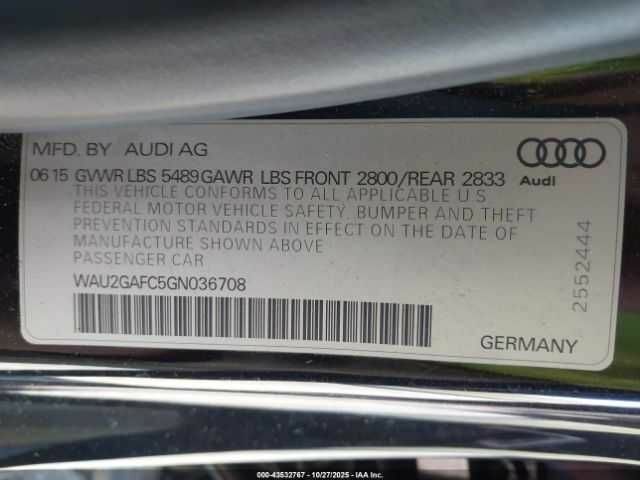 MFD. BY AUDI AG
06 15 GVWR LBS 5489 GAWR LBS FRONT 2800/REAR 2833
THIS VEHICLE CONFORMS TO ALL APPLICABLE U S
FEDERAL MOTOR VEHICLE SAFETY, BUMPER AND THEFT
PREVENTION STANDARDS IN EFFECT ON THE DATE OF
MANUFACTURE SHOWN ABOVE
PASSENGER CAR
WAU2GAFC5GN036708
Audi
2552444
GERMANY
000-43532767 - 10/27/2025 - IAA Inc.